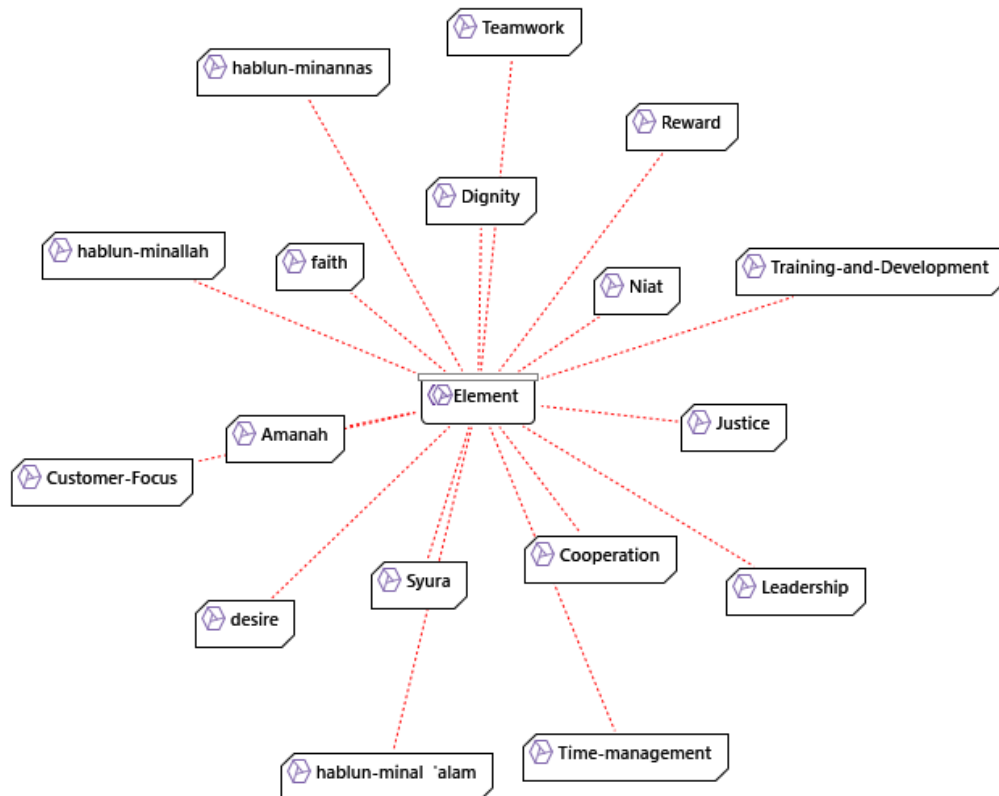 Teamwork
hablun-minannas
Reward
Dignity
hablun-minallah
faith
Niat
Training-and-Development
Element
Amanah
Justice
Customer-Focus
Cooperation
Syura
Leadership
desire
Time-management
hablun-minal ˋalam